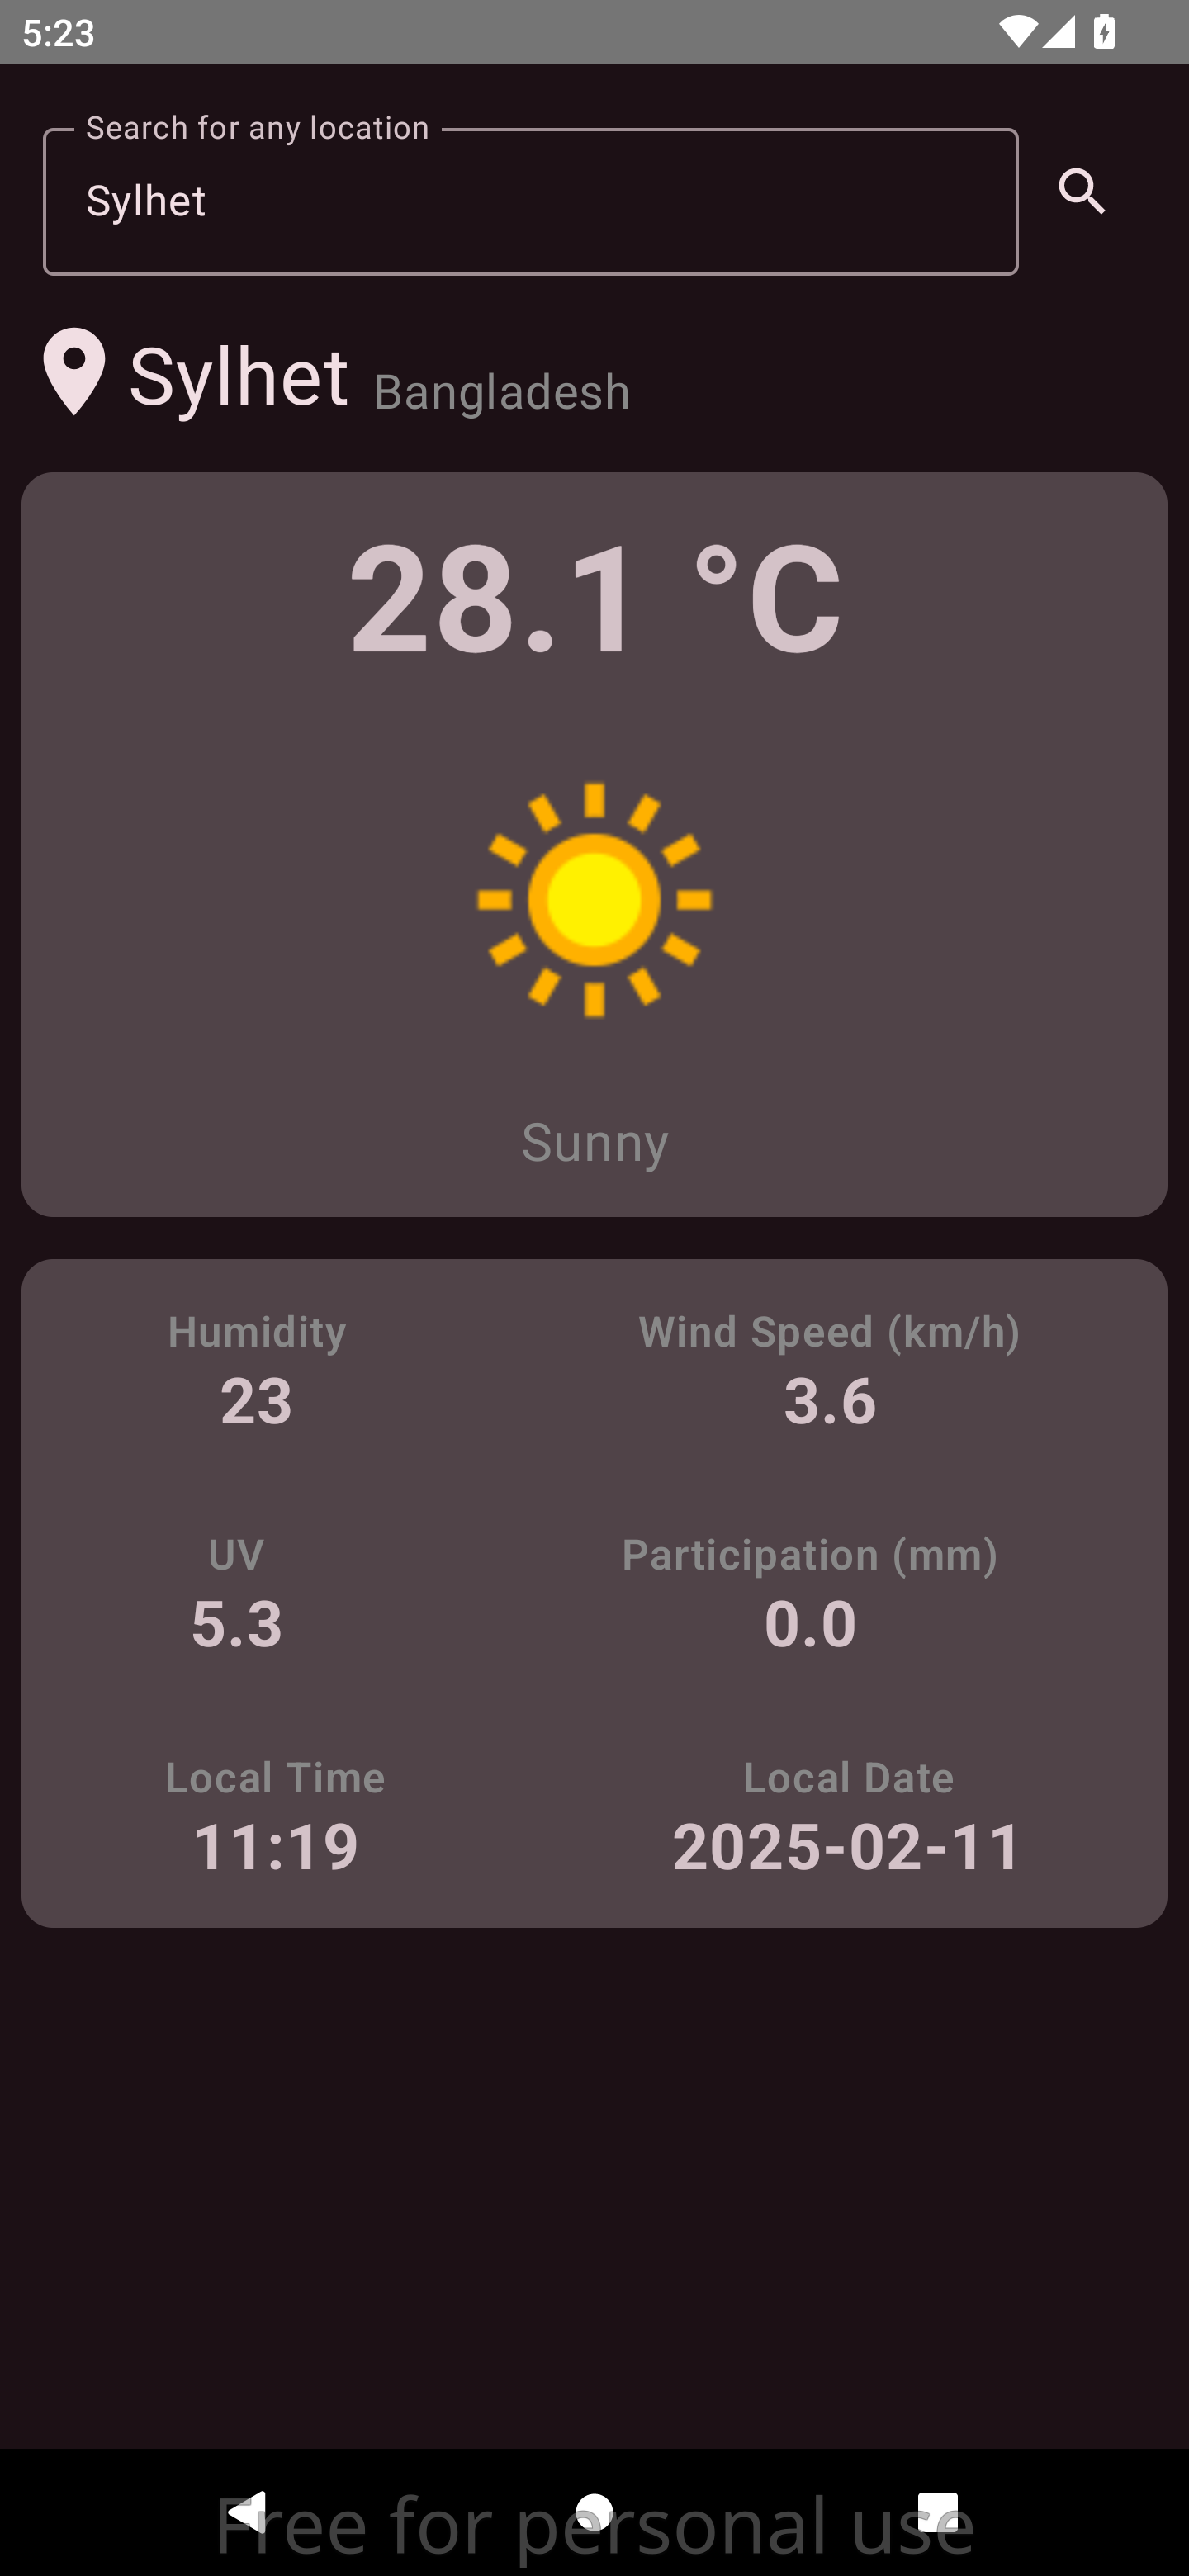 5:23
Search for any location
Sylhet
Sylhet Bangladesh
28.1 °C
Sunny
Humidity Wind Speed (km/h)
23 3.6
UV Participation (mm)
5.3 0.0
Local Time Local Date
11:19 2025-02-11
Free for personal use